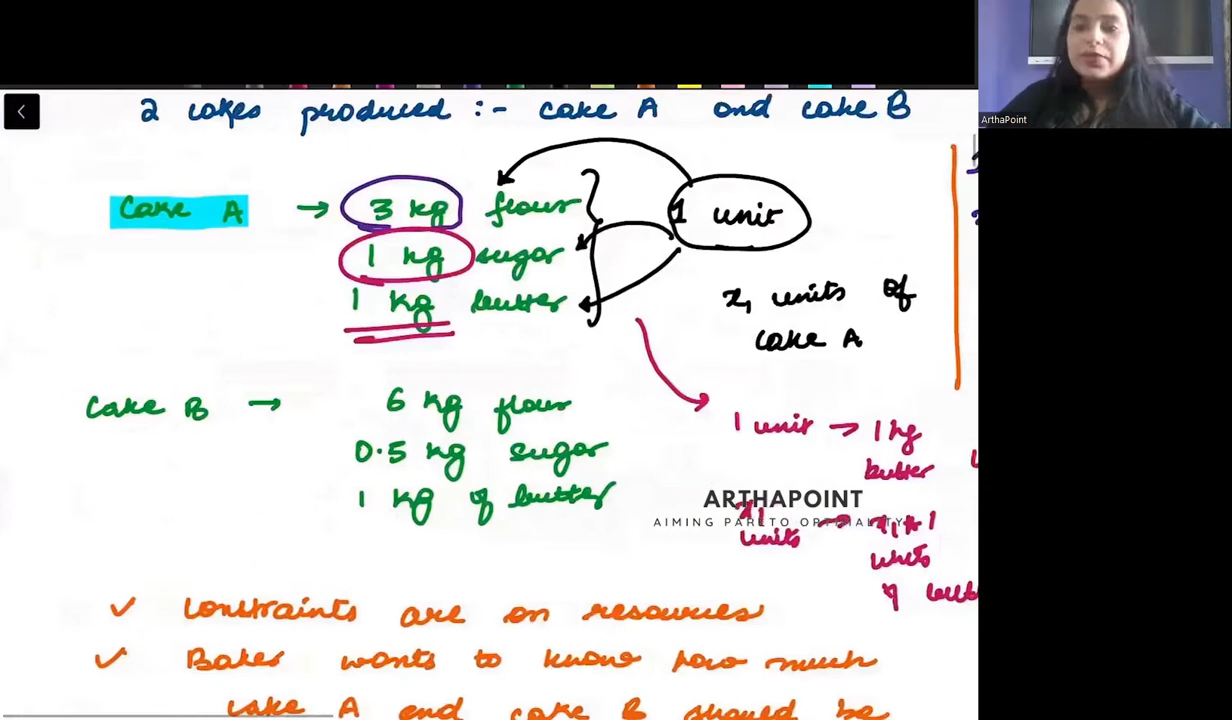 2 cakes produced :- cake A and cake B
Cake A → 3 kg flour
1 kg sugar
1 kg butter
1 unit
x₁ units of
cake A
Cake B → 6 kg flour
0.5 kg sugar
1 kg of butter
1 unit → 1 kg
butter
x₁
units → x₁ * 1
units
ARTHAPOINT
AIMING PARETO OPTIMALITY
✓ Constraints are on resources
✓ Baker wants to know how much
cake A and cake B should be
ArthaPoint